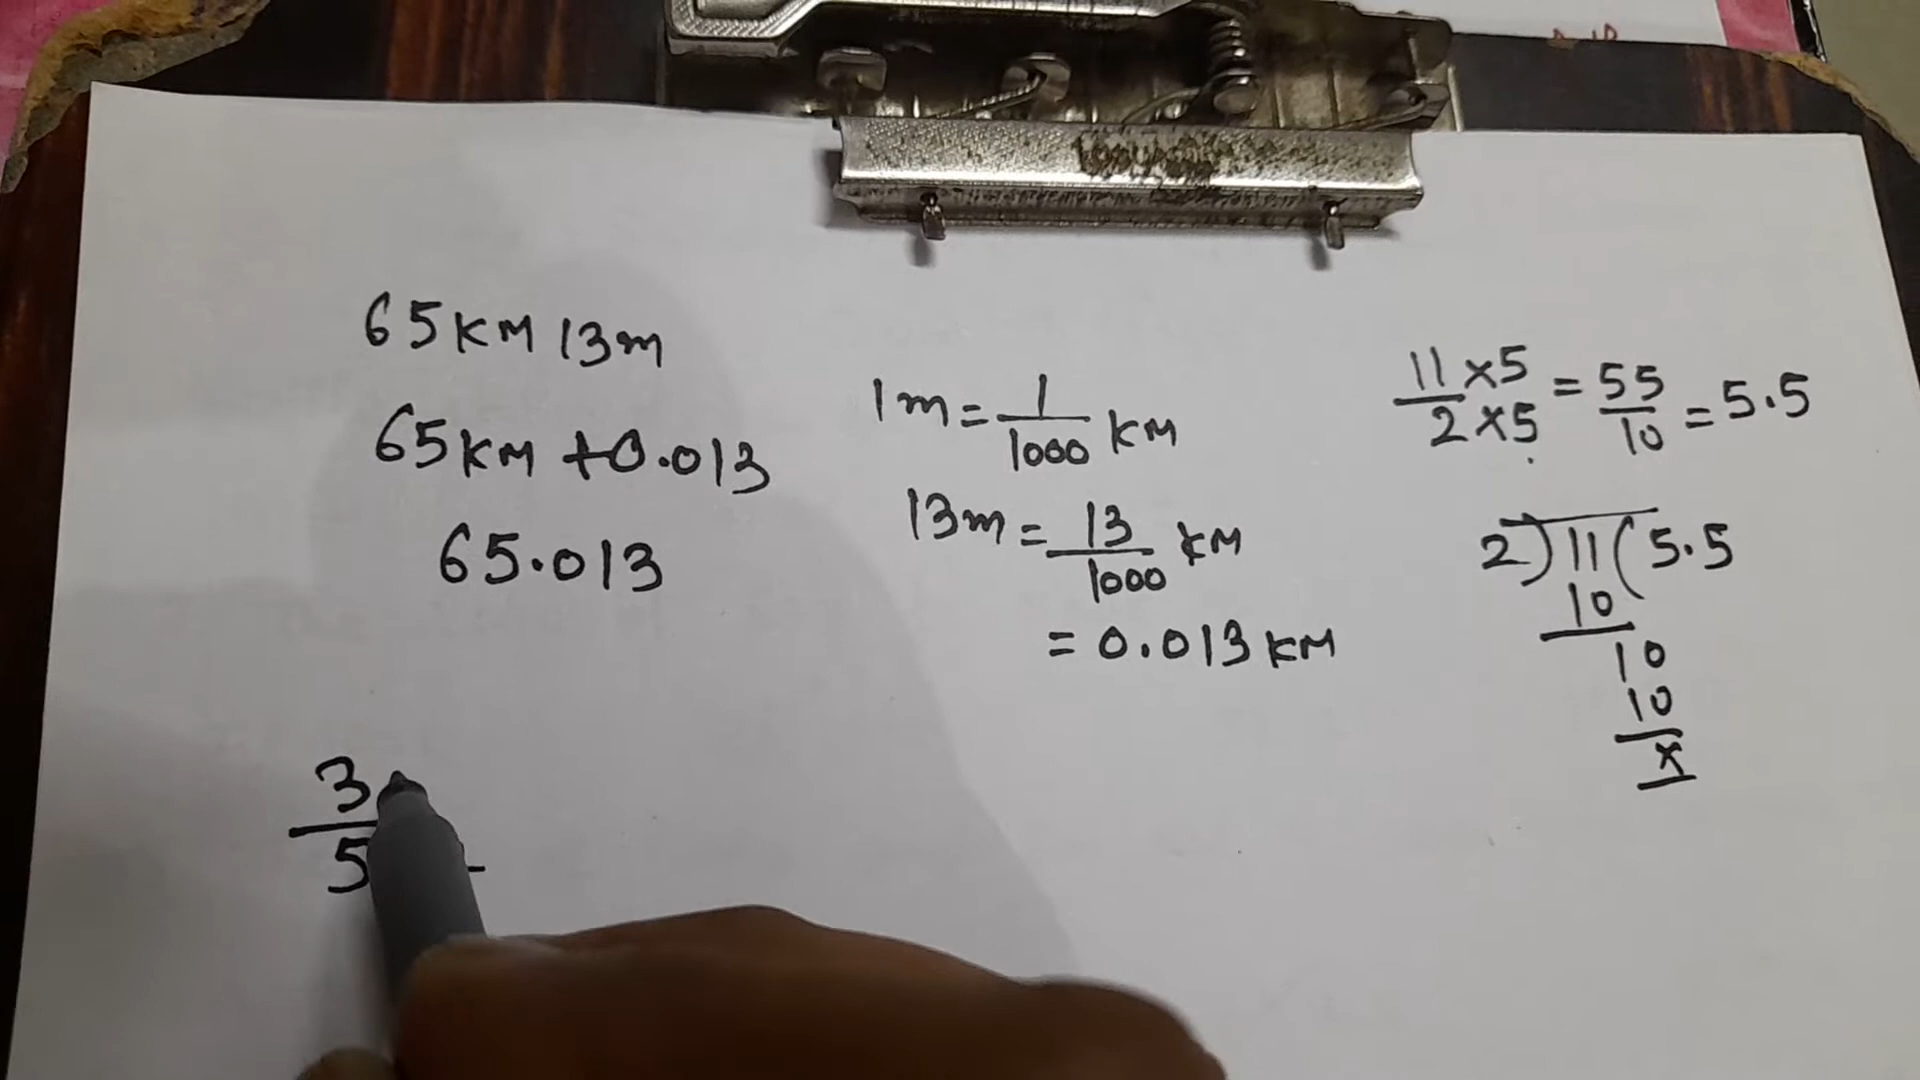 65KM 13m
65KM +0.013
65.013
1m = 1/1000 KM
13m = 13/1000 KM
= 0.013 KM
11×5/2×5 = 55/10 = 5.5
2)11(5.5
10
10
10
x
3
5